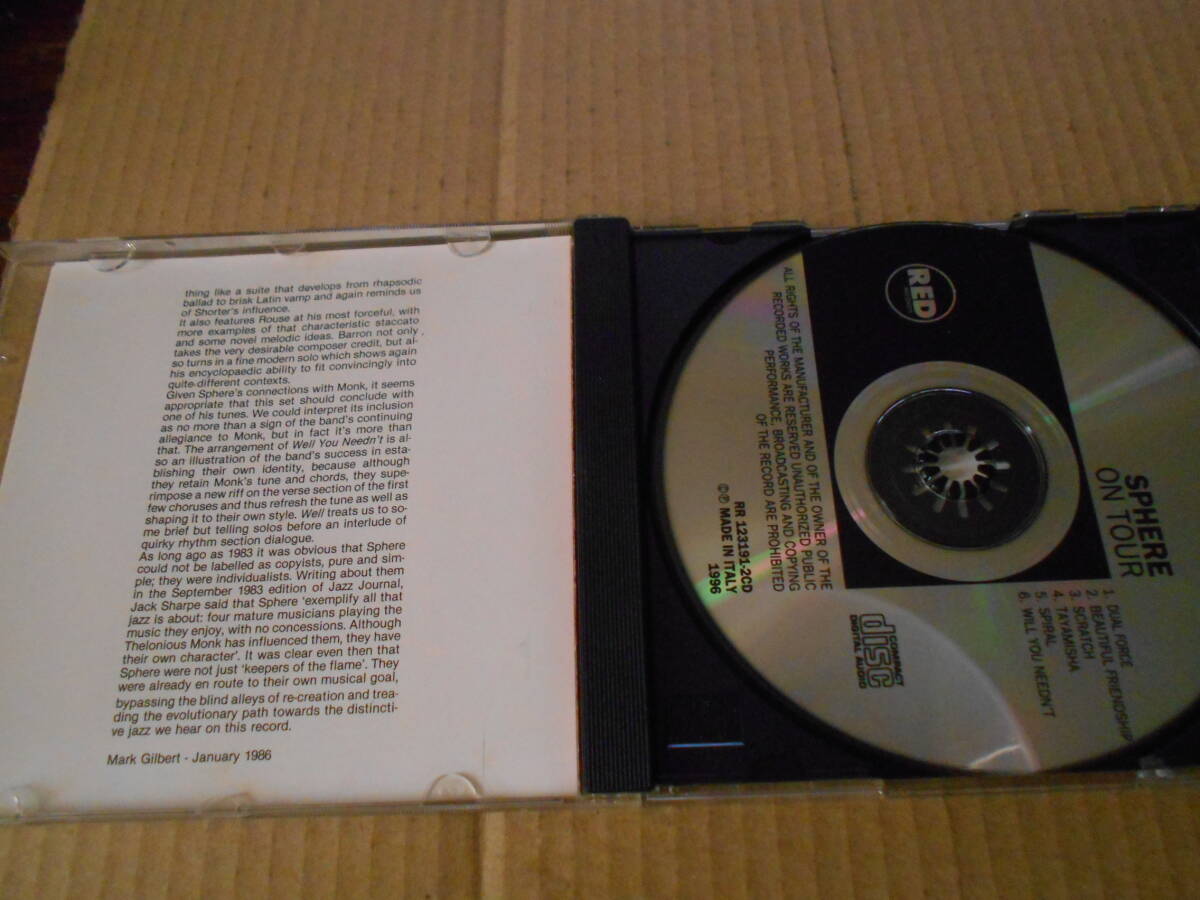 thing like a suite that develops from rhapsodic
ballad to brisk Latin vamp and again reminds us
of Shorter's influence.
It also features Rouse at his most forceful, with
more examples of that characteristic staccato
and some novel melodic ideas. Barron not only
takes the very desirable composer credit, but al-
so turns in a fine modern solo which shows again
his encyclopaedic ability to fit convincingly into
quite different contexts.
Given Sphere's connections with Monk, it seems
appropriate that this set should conclude with
one of his tunes. We could interpret its inclusion
as no more than a sign of the band's continuing
allegiance to Monk, but in fact it's more than
that. The arrangement of Well You Needn't is al-
so an illustration of the band's success in esta-
blishing their own identity, because although
they retain Monk's tune and chords, they supe-
rimpose a new riff on the verse section of the first
few choruses and thus refresh the tune as well as
shaping it to their own style. Well treats us to so-
me brief but telling solos before an interlude of
quirky rhythm section dialogue.
As long ago as 1983 it was obvious that Sphere
could not be labelled as copyists, pure and sim-
ple; they were individualists. Writing about them
in the September 1983 edition of Jazz Journal,
Jack Sharpe said that Sphere 'exemplify all that
jazz is about: four mature musicians playing the
music they enjoy, with no concessions. Although
Thelonious Monk has influenced them, they have
their own character'. It was clear even then that
Sphere were not just 'keepers of the flame'. They
were already en route to their own musical goal,
bypassing the blind alleys of re-creation and trea-
ding the evolutionary path towards the distincti-
ve jazz we hear on this record.
Mark Gilbert - January 1986
RED
SPHERE
ON TOUR
1. DUAL FORCE
2. BEAUTIFUL FRIENDSHIP
3. SCRATCH
4. TAYAMISHA
5. SPIRAL
6. WILL YOU NEEDN'T
ALL RIGHTS OF THE MANUFACTURER AND OF THE OWNER OF THE
RECORDED WORKS ARE RESERVED UNAUTHORIZED PUBLIC
PERFORMANCE, BROADCASTING AND COPYING
OF THE RECORD ARE PROHIBITED
RR 123191-2CD
©℗ MADE IN ITALY
1996
COMPACT
disc
DIGITAL AUDIO